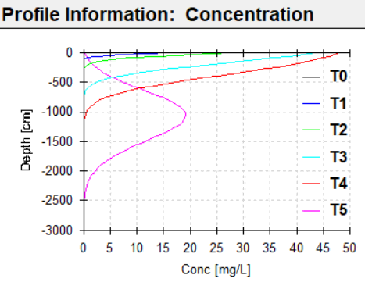 Profile Information: Concentration
0
-500
-1000
-1500
-2000
-2500
-3000
Depth [cm]
0 5 10 15 20 25 30 35 40 45 50
Conc [mg/L]
T0
T1
T2
T3
T4
T5